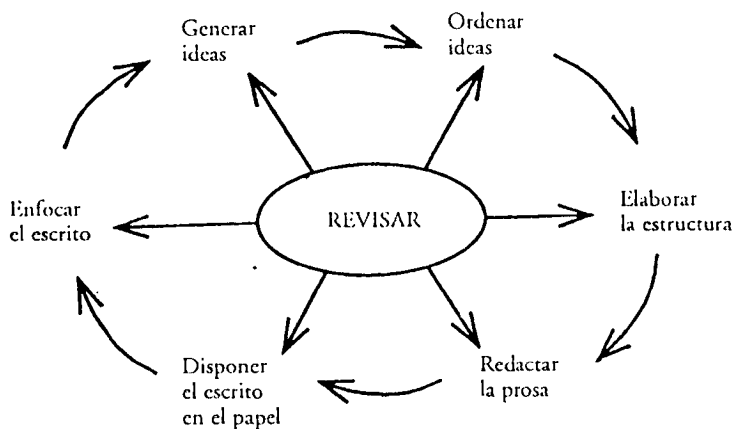 Generar
ideas
Ordenar
ideas
Enfocar
el escrito
REVISAR
Elaborar
la estructura
Disponer
el escrito
en el papel
Redactar
la prosa